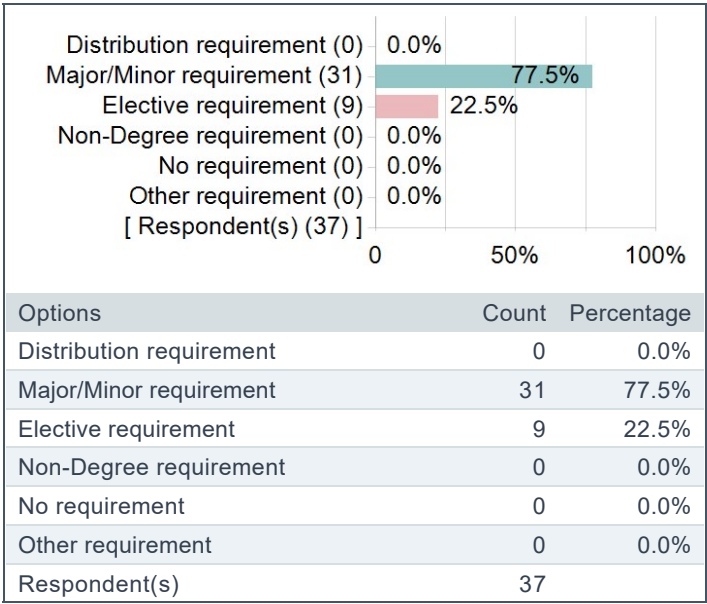 Distribution requirement (0) 0.0%
Major/Minor requirement (31) 77.5%
Elective requirement (9) 22.5%
Non-Degree requirement (0) 0.0%
No requirement (0) 0.0%
Other requirement (0) 0.0%
[ Respondent(s) (37) ]
0 50% 100%
Options Count Percentage
Distribution requirement 0 0.0%
Major/Minor requirement 31 77.5%
Elective requirement 9 22.5%
Non-Degree requirement 0 0.0%
No requirement 0 0.0%
Other requirement 0 0.0%
Respondent(s) 37